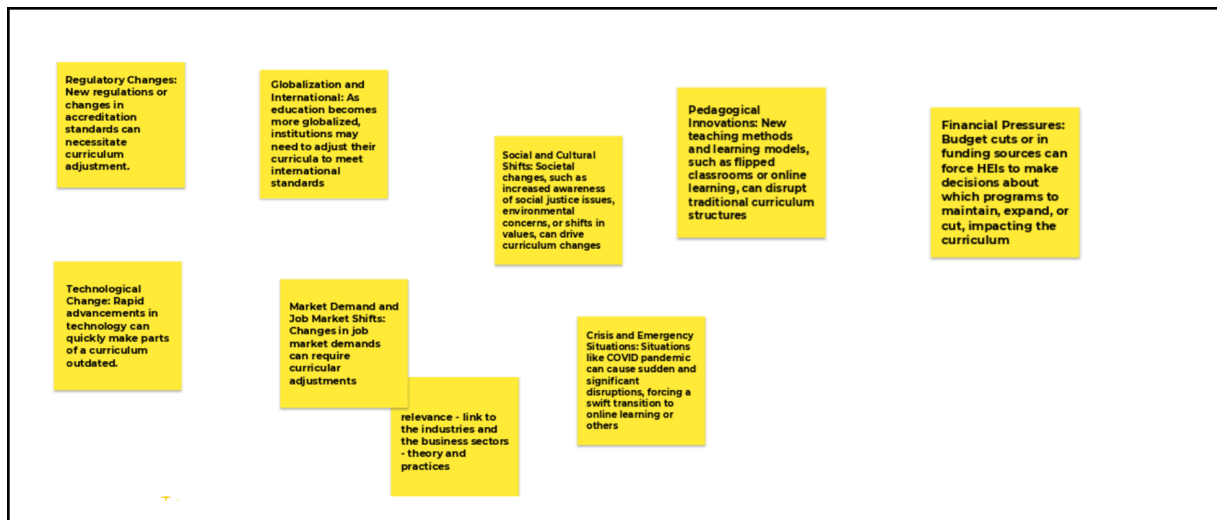 Regulatory Changes:
New regulations or
changes in
accreditation
standards can
necessitate
curriculum
adjustment.
Globalization and
International: As
education becomes
more globalized,
institutions may
need to adjust their
curricula to meet
international
standards
Social and Cultural
Shifts: Societal
changes, such as
increased awareness
of social justice issues,
environmental
concerns, or shifts in
values, can drive
curriculum changes
Pedagogical
Innovations: New
teaching methods
and learning models,
such as flipped
classrooms or online
learning, can disrupt
traditional curriculum
structures
Financial Pressures:
Budget cuts or in
funding sources can
force HEIs to make
decisions about
which programs to
maintain, expand, or
cut, impacting the
curriculum
Technological
Change: Rapid
advancements in
technology can
quickly make parts
of a curriculum
outdated.
Market Demand and
Job Market Shifts:
Changes in job
market demands
can require
curricular
adjustments
relevance - link to
the industries and
the business sectors
- theory and
practices
Crisis and Emergency
Situations: Situations
like COVID pandemic
can cause sudden and
significant
disruptions, forcing a
swift transition to
online learning or
others